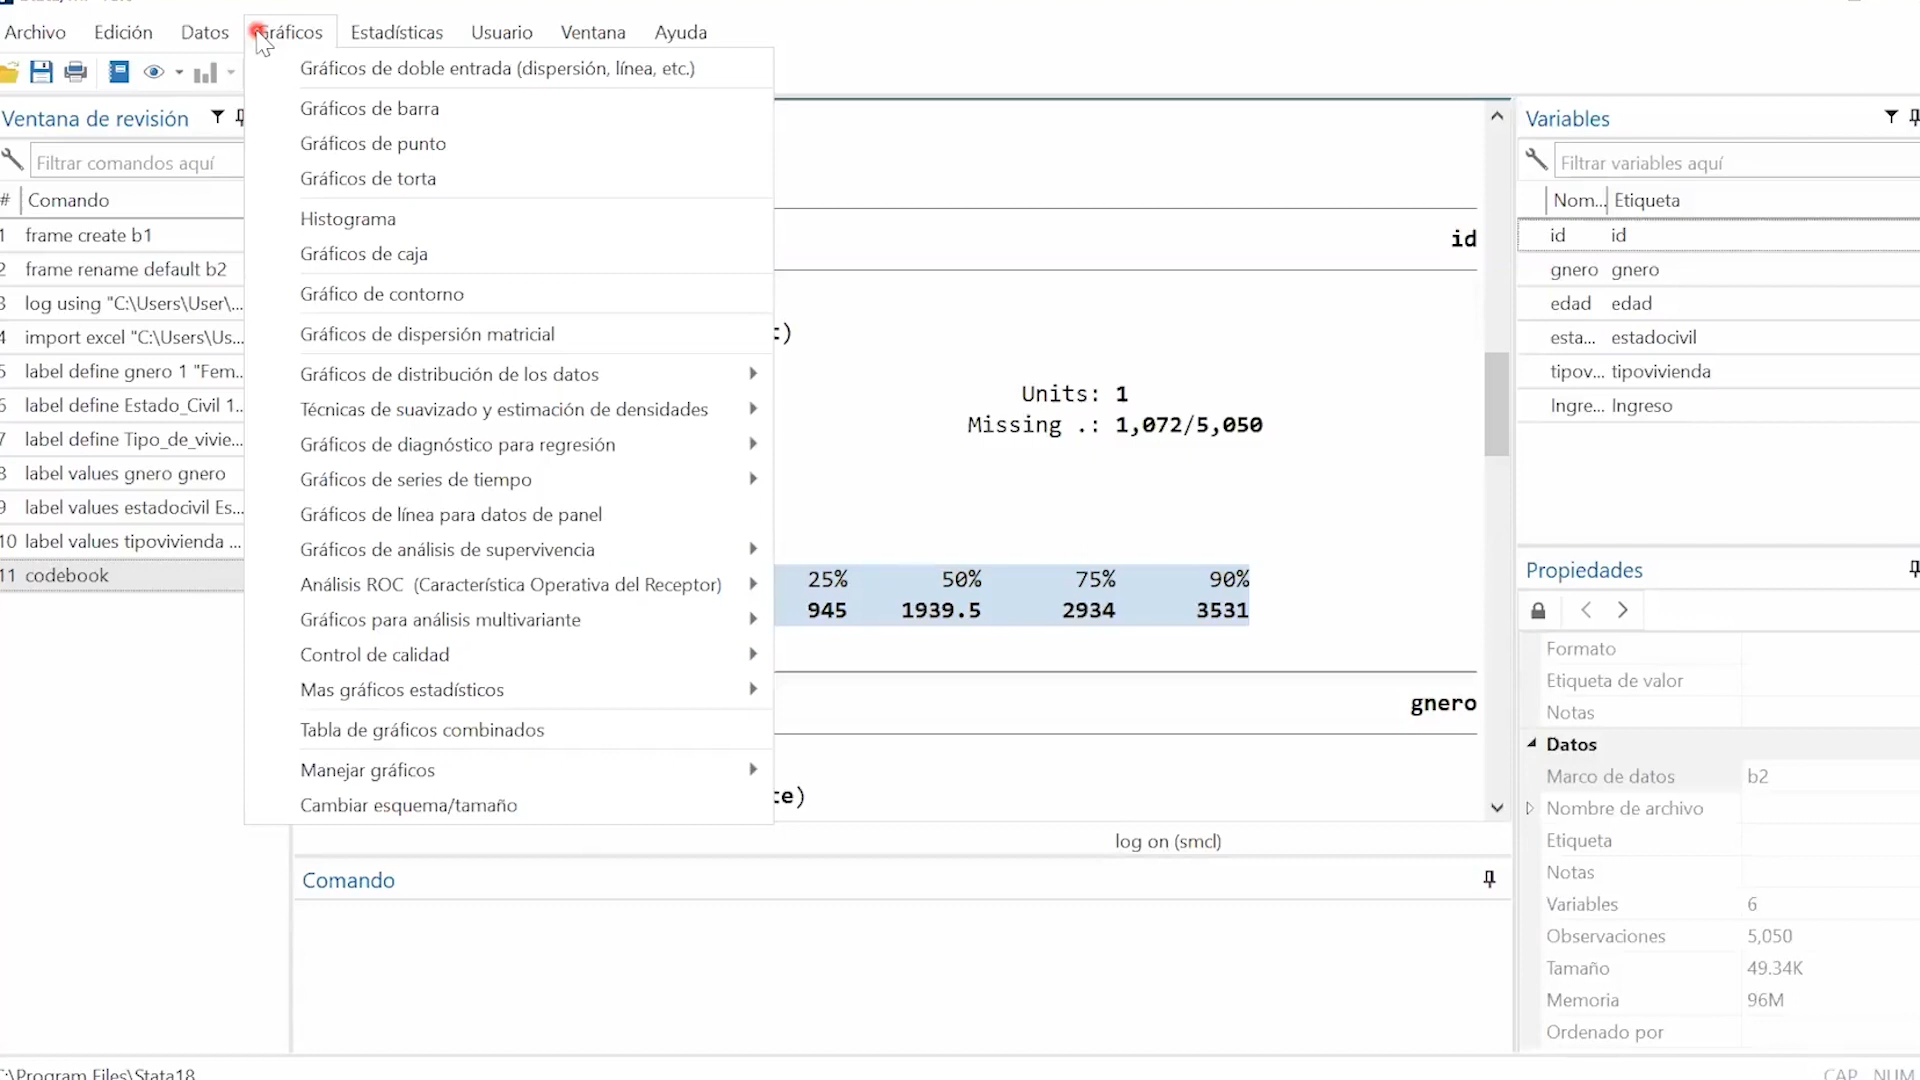 Archivo Edición Datos Gráficos Estadísticas Usuario Ventana Ayuda
Gráficos de doble entrada (dispersión, línea, etc.)
Gráficos de barra
Gráficos de punto
Gráficos de torta
Histograma
Gráficos de caja
Gráfico de contorno
Gráficos de dispersión matricial
Gráficos de distribución de los datos
Técnicas de suavizado y estimación de densidades
Gráficos de diagnóstico para regresión
Gráficos de series de tiempo
Gráficos de línea para datos de panel
Gráficos de análisis de supervivencia
Análisis ROC (Característica Operativa del Receptor)
Gráficos para análisis multivariante
Control de calidad
Mas gráficos estadísticos
Tabla de gráficos combinados
Manejar gráficos
Cambiar esquema/tamaño
Ventana de revisión
Filtrar comandos aquí
# Comando
1 frame create b1
2 frame rename default b2
3 log using "C:\Users\User\...
4 import excel "C:\Users\Us...
5 label define gnero 1 "Fem...
6 label define Estado_Civil 1...
7 label define Tipo_de_vivie...
8 label values gnero gnero
9 label values estadocivil Es...
10 label values tipovivienda ...
11 codebook
id
t)
Units: 1
Missing .: 1,072/5,050
25% 50% 75% 90%
945 1939.5 2934 3531
gnero
te)
log on (smcl)
Comando
Variables
Filtrar variables aquí
Nom... Etiqueta
id id
gnero gnero
edad edad
esta... estadocivil
tipov... tipovivienda
Ingre... Ingreso
Propiedades
Formato
Etiqueta de valor
Notas
Datos
Marco de datos b2
Nombre de archivo
Etiqueta
Notas
Variables 6
Observaciones 5,050
Tamaño 49.34K
Memoria 96M
Ordenado por
C:\Program Files\Stata18
CAP NUM